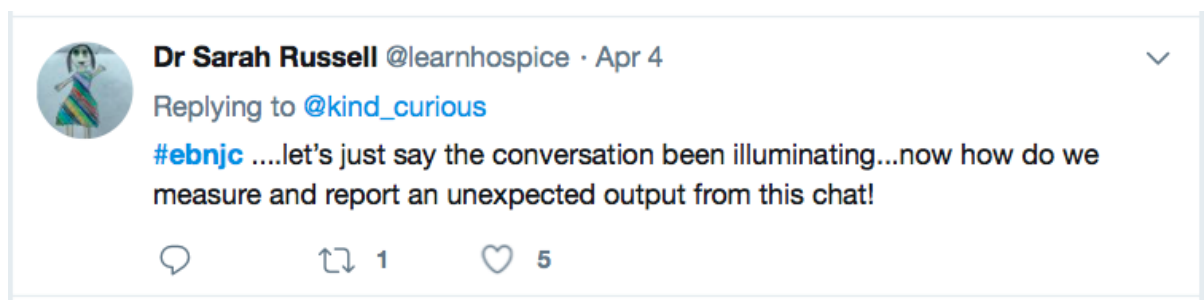 Dr Sarah Russell @learnhospice · Apr 4
Replying to @kind_curious
#ebnjc ....let's just say the conversation been illuminating...now how do we
measure and report an unexpected output from this chat!
1 5